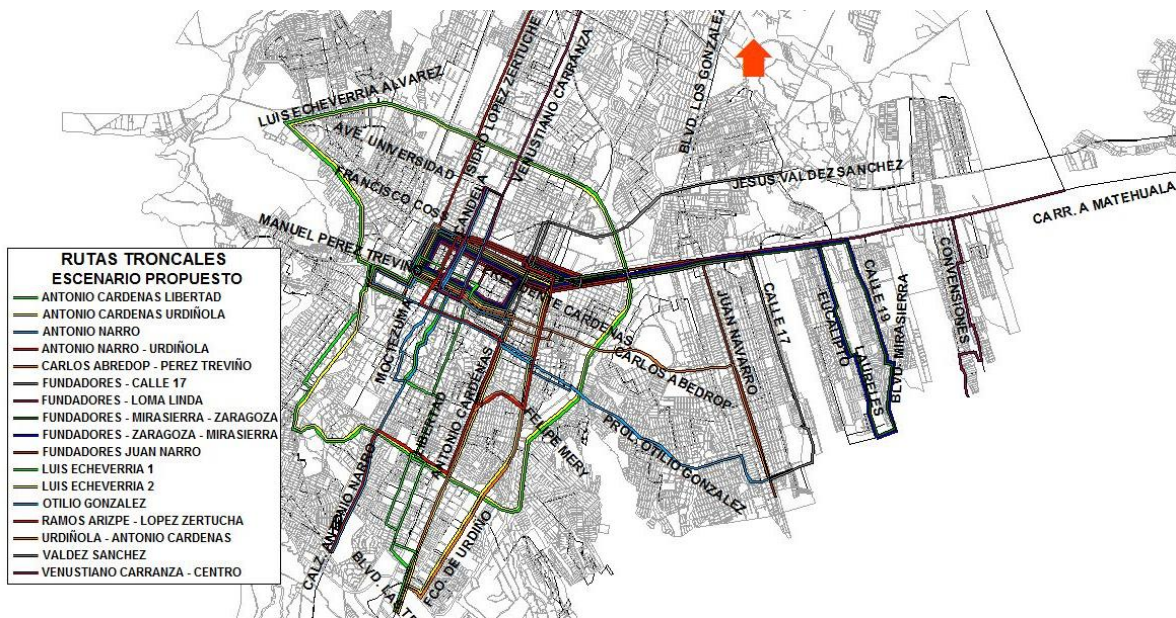 ISIDRO LOPEZ ZERTUCHE
VENUSTIANO CARRANZA
BLVD. LOS GONZALEZ
LUIS ECHEVERRIA ALVAREZ
AVE. UNIVERSIDAD
FRANCISCO COSS
CANDELA
JESUS VALDEZ SANCHEZ
CARR. A MATEHUALA
MANUEL PEREZ TREVIÑO
CARDENAS
MOCTEZUMA
CARLOS ABEDROP
JUAN NAVARRO
CALLE 17
EUCALIPTO
LAURELES
CALLE 19
BLVD. MIRASIERRA
CONVENSIONES
LIBERTAD
ANTONIO CARDENAS
FELIPE MERY
PROL. OTILIO GONZALEZ
CALZ. ANTONIO NARRO
BLVD.
FCO. DE URDIÑO
RUTAS TRONCALES
ESCENARIO PROPUESTO
ANTONIO CARDENAS LIBERTAD
ANTONIO CARDENAS URDIÑOLA
ANTONIO NARRO
ANTONIO NARRO - URDIÑOLA
CARLOS ABREDOP - PEREZ TREVIÑO
FUNDADORES - CALLE 17
FUNDADORES - LOMA LINDA
FUNDADORES - MIRASIERRA - ZARAGOZA
FUNDADORES - ZARAGOZA - MIRASIERRA
FUNDADORES JUAN NARRO
LUIS ECHEVERRIA 1
LUIS ECHEVERRIA 2
OTILIO GONZALEZ
RAMOS ARIZPE - LOPEZ ZERTUCHA
URDIÑOLA - ANTONIO CARDENAS
VALDEZ SANCHEZ
VENUSTIANO CARRANZA - CENTRO